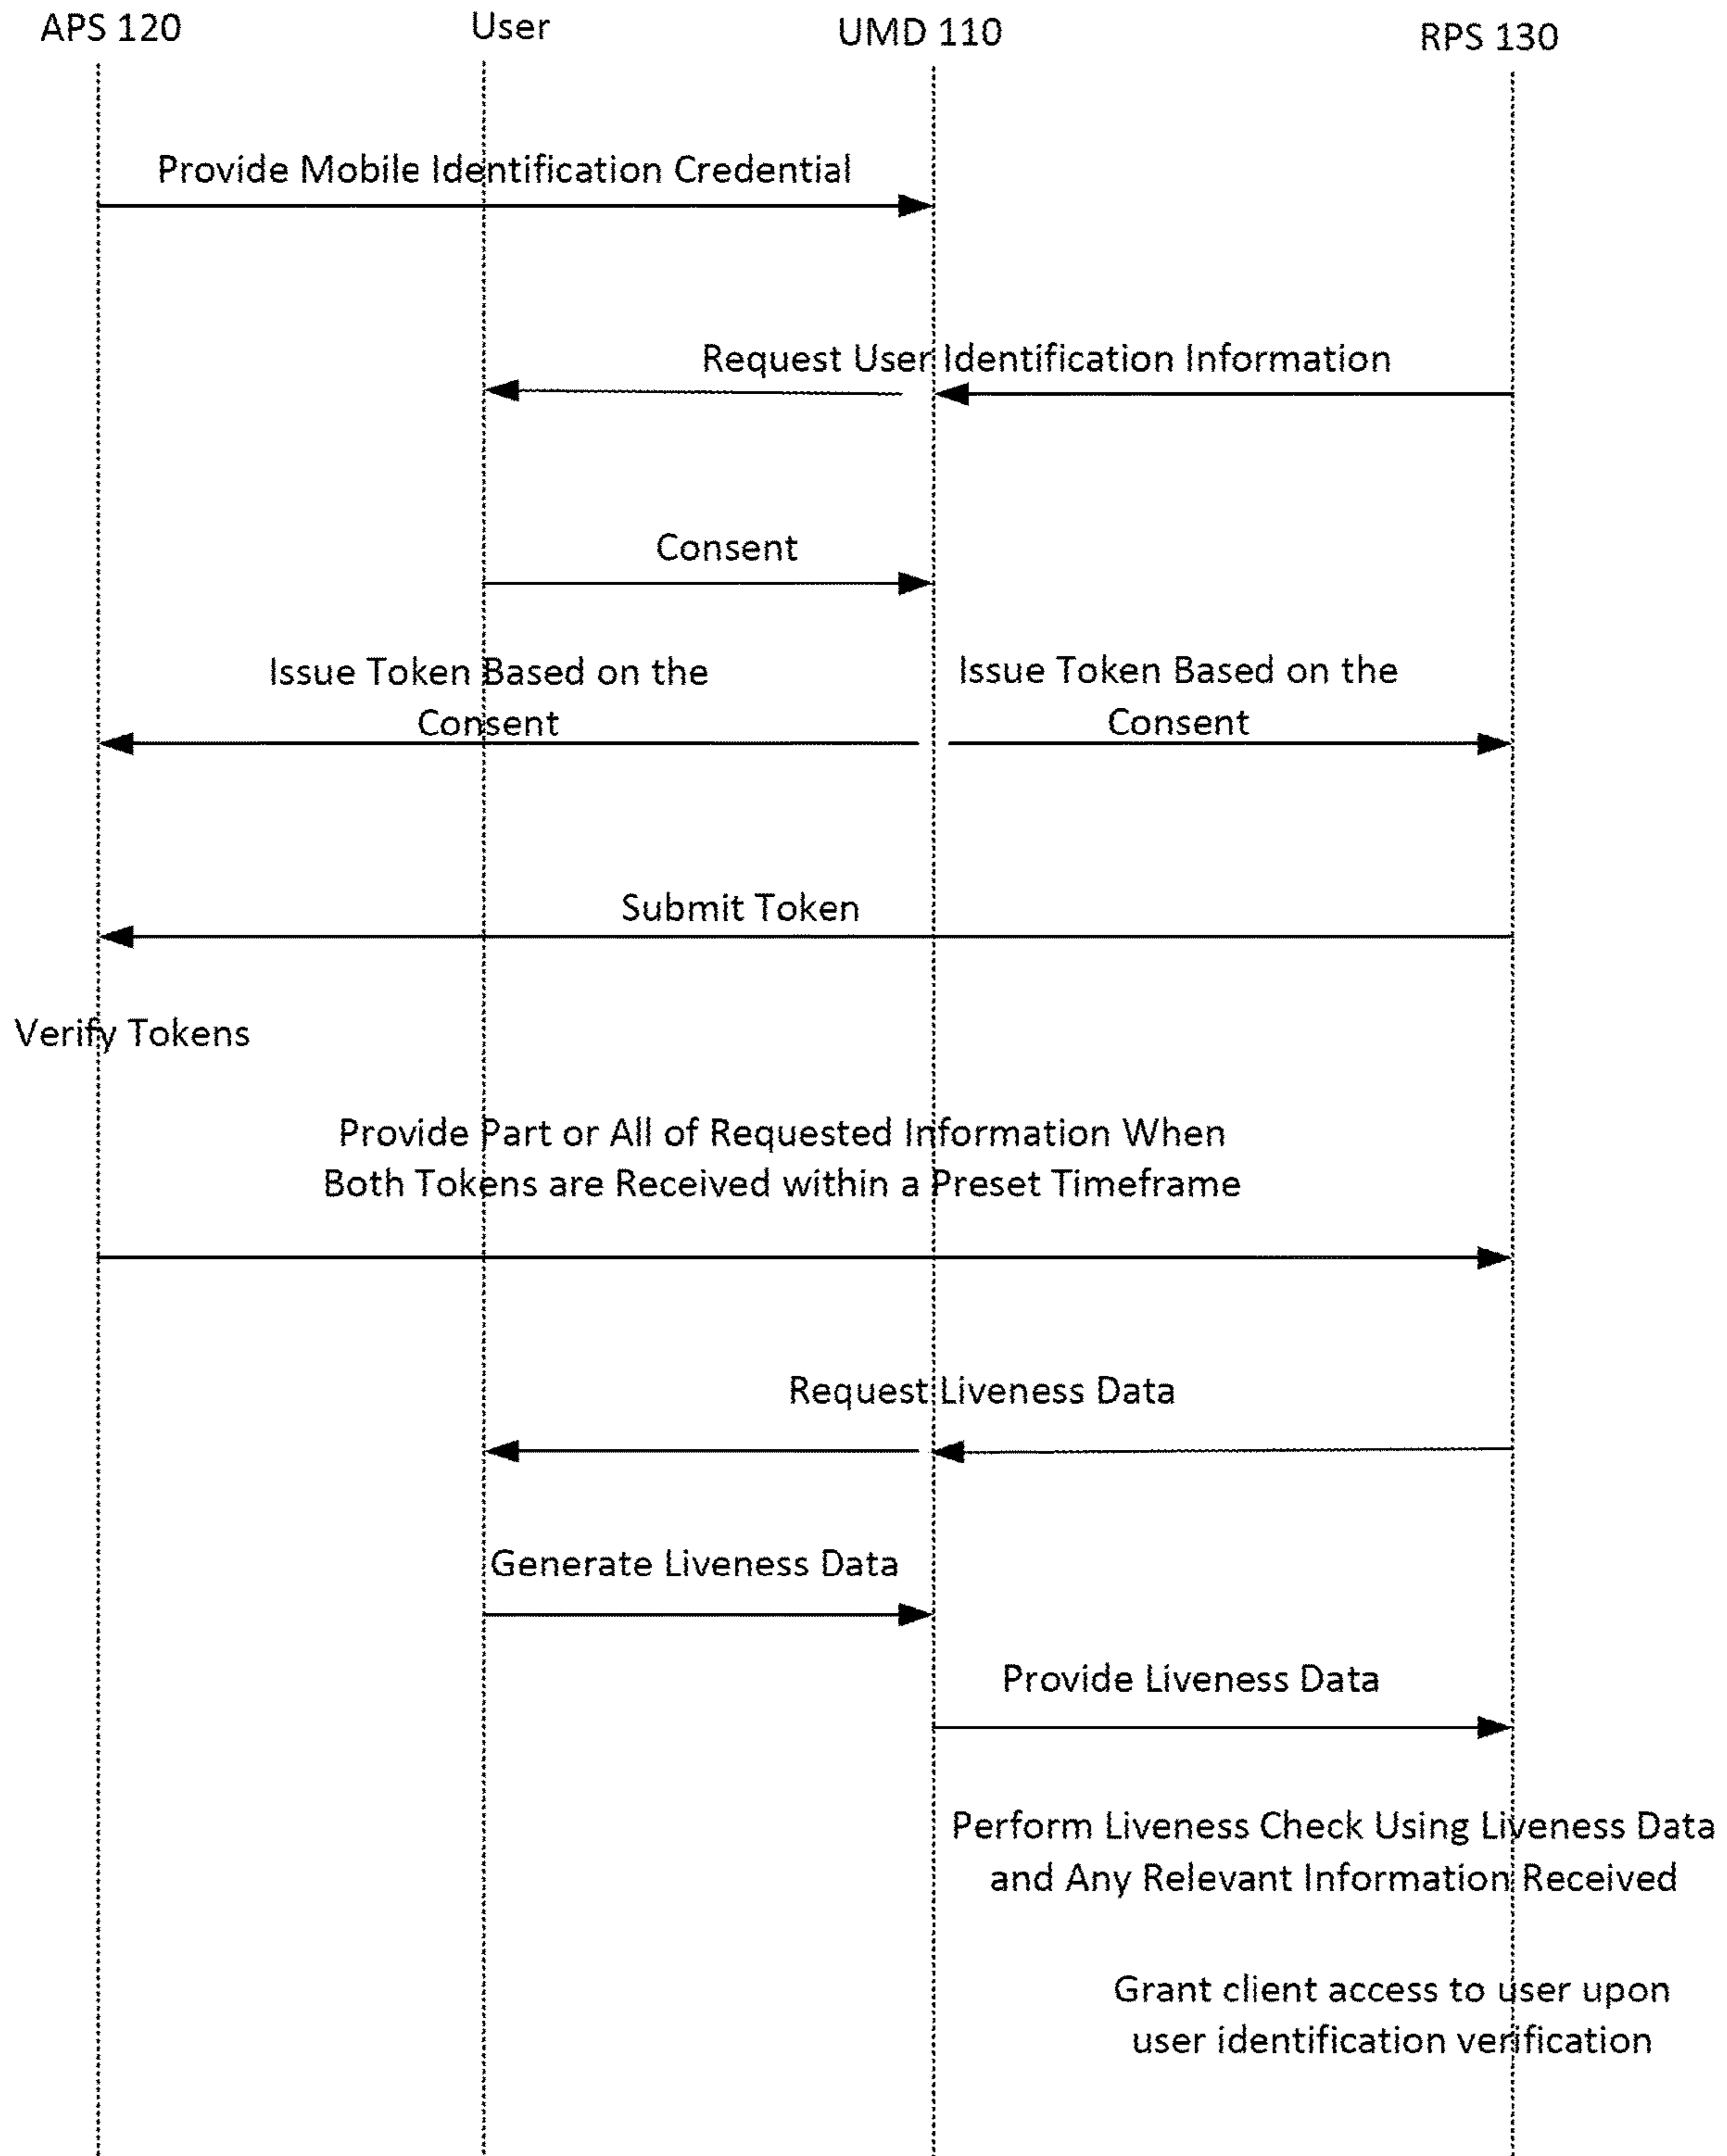 APS 120
User
UMD 110
RPS 130
Provide Mobile Identification Credential
Request User Identification Information
Consent
Issue Token Based on the
Consent
Issue Token Based on the
Consent
Submit Token
Verify Tokens
Provide Part or All of Requested Information When
Both Tokens are Received within a Preset Timeframe
Request Liveness Data
Generate Liveness Data
Provide Liveness Data
Perform Liveness Check Using Liveness Data
and Any Relevant Information Received
Grant client access to user upon
user identification verification